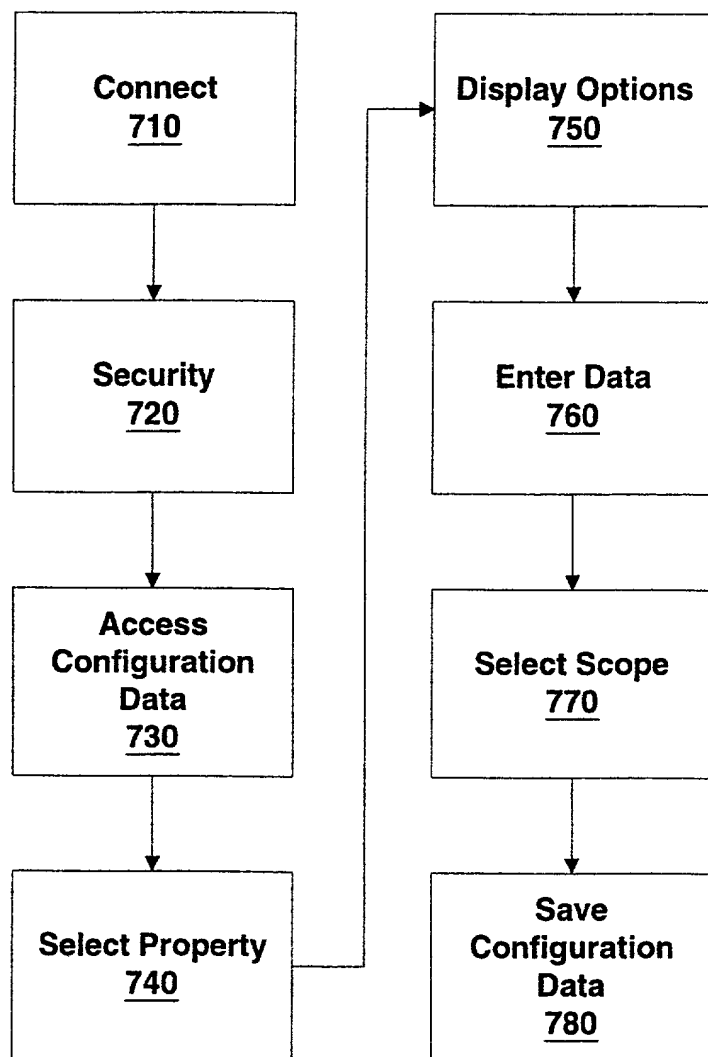 Connect
710
Security
720
Access
Configuration
Data
730
Select Property
740
Display Options
750
Enter Data
760
Select Scope
770
Save
Configuration
Data
780